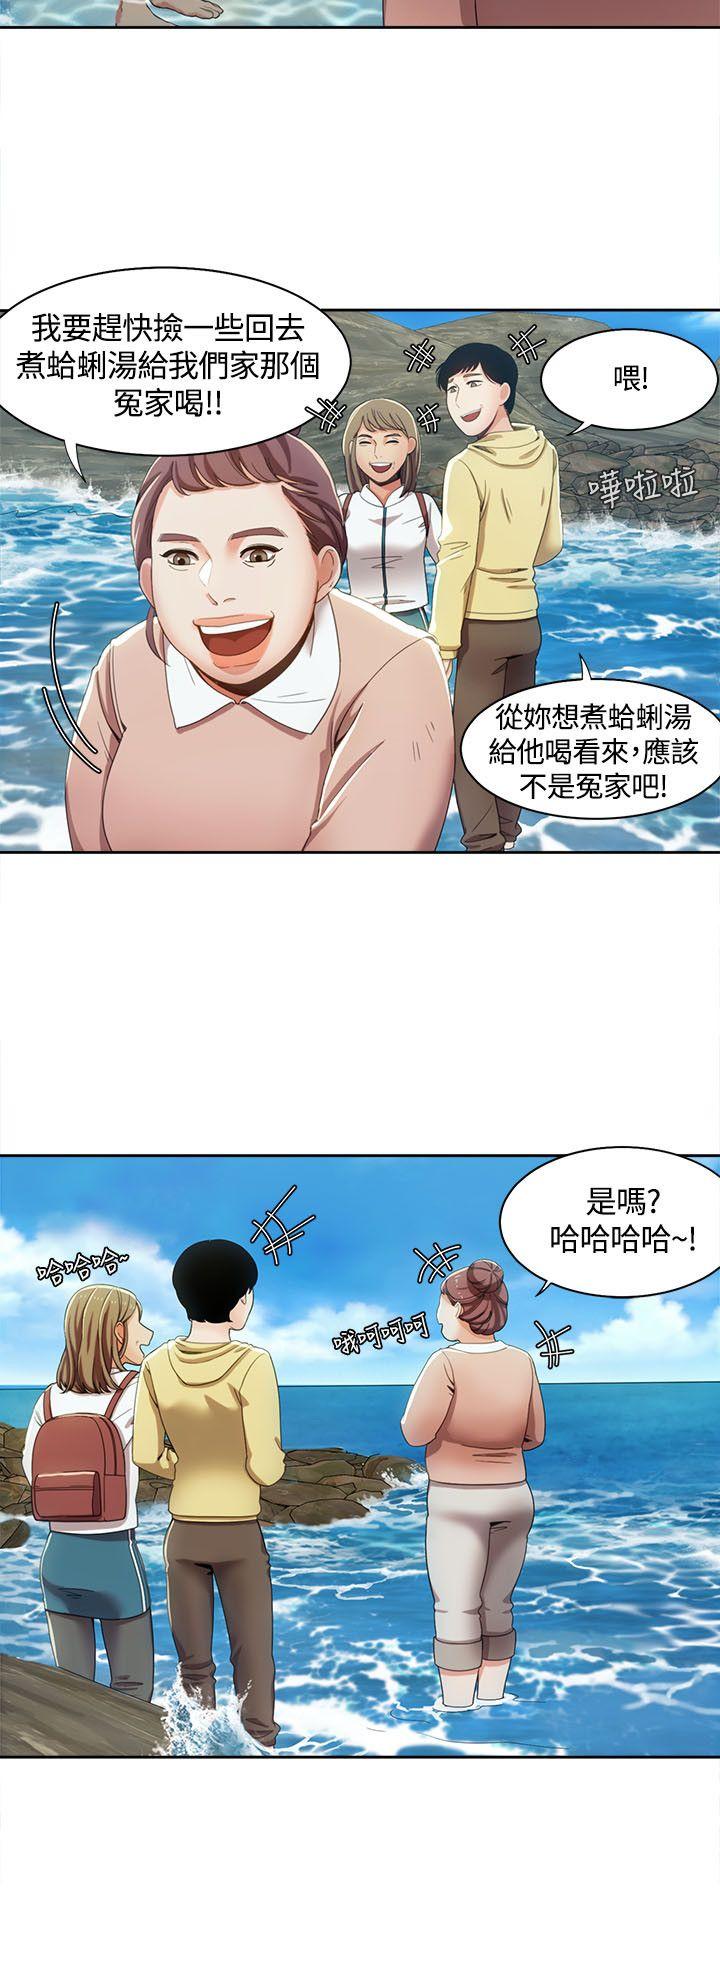 我要趕快撿一些回去
煮蛤蜊湯給我們家那個
冤家喝!!
喂!
嘩啦啦
從妳想煮蛤蜊湯
給他喝看來,應該
不是冤家吧!
是嗎?
哈哈哈哈~!
哈哈哈~
哦呵呵呵